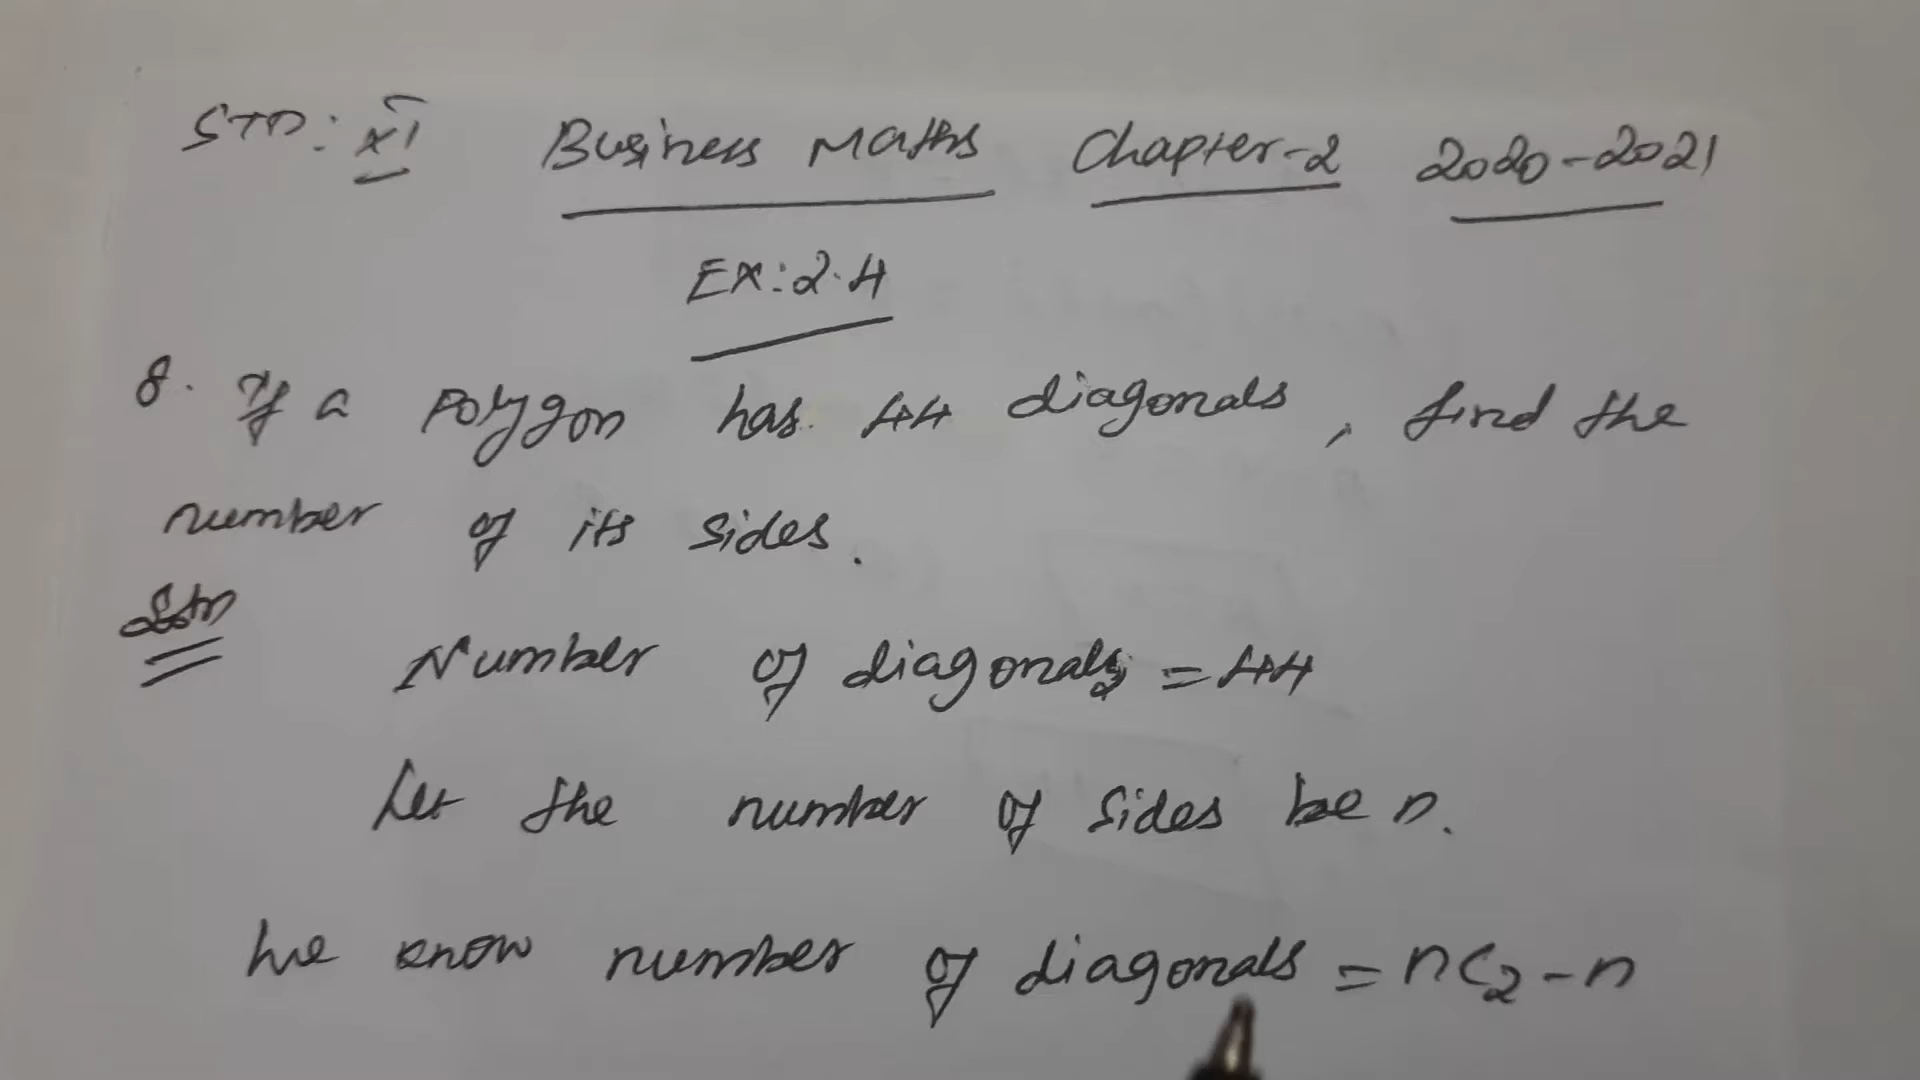 STD: XI Business Maths Chapter-2 2020-2021
EX: 2.4
8. If a Polygon has 44 diagonals, find the
number of its sides.
Soln
Number of diagonals = 44
Let the number of sides be n.
We know number of diagonals = nC2 - n